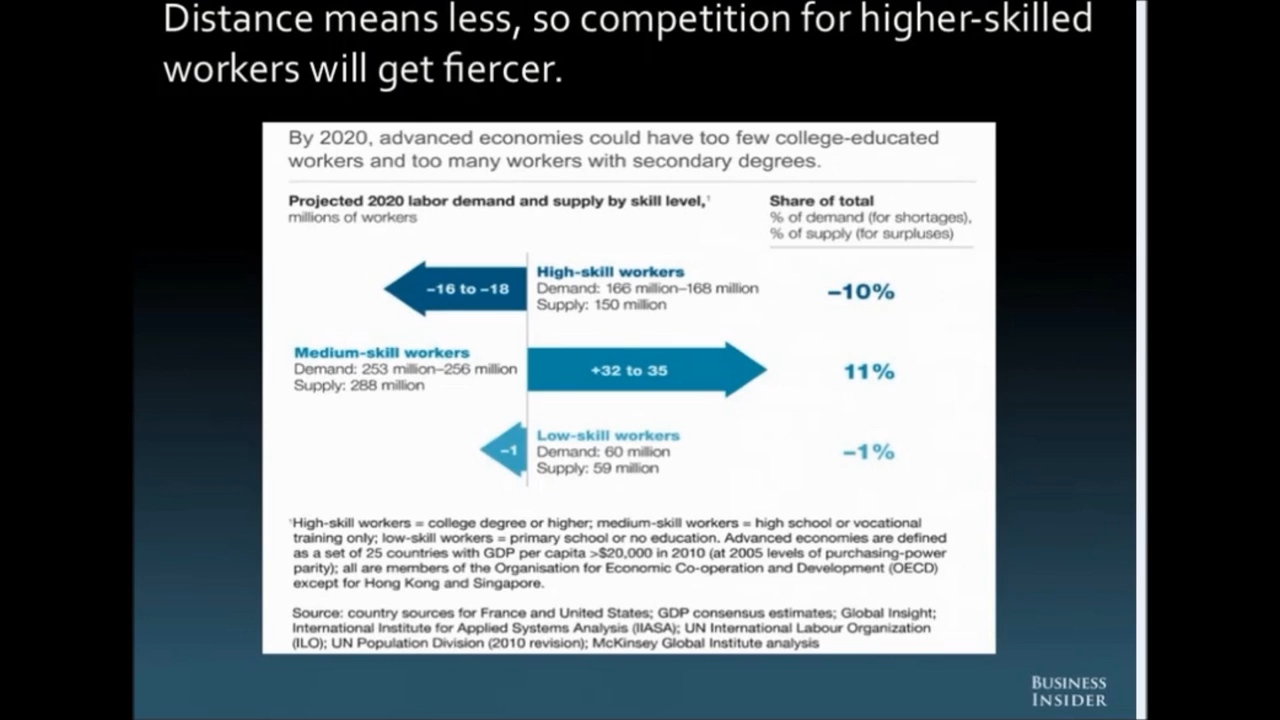 Distance means less, so competition for higher-skilled
workers will get fiercer.
By 2020, advanced economies could have too few college-educated
workers and too many workers with secondary degrees.
Projected 2020 labor demand and supply by skill level,¹
millions of workers
Share of total
% of demand (for shortages),
% of supply (for surpluses)
−16 to −18
High-skill workers
Demand: 166 million–168 million
Supply: 150 million
−10%
Medium-skill workers
Demand: 253 million–256 million
Supply: 288 million
+32 to 35
11%
−1
Low-skill workers
Demand: 60 million
Supply: 59 million
−1%
¹High-skill workers = college degree or higher; medium-skill workers = high school or vocational
training only; low-skill workers = primary school or no education. Advanced economies are defined
as a set of 25 countries with GDP per capita >$20,000 in 2010 (at 2005 levels of purchasing-power
parity); all are members of the Organisation for Economic Co-operation and Development (OECD)
except for Hong Kong and Singapore.
Source: country sources for France and United States; GDP consensus estimates; Global Insight;
International Institute for Applied Systems Analysis (IIASA); UN International Labour Organization
(ILO); UN Population Division (2010 revision); McKinsey Global Institute analysis
BUSINESS
INSIDER